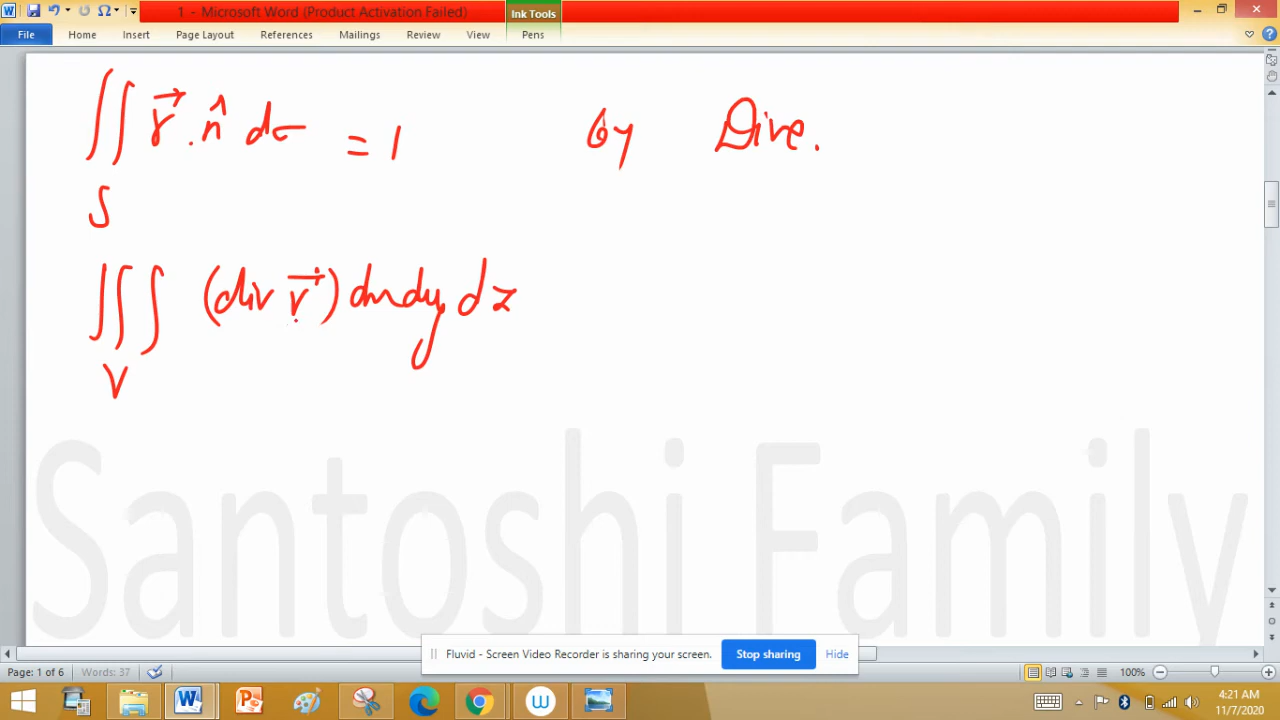 1 - Microsoft Word (Product Activation Failed)
Ink Tools
File Home Insert Page Layout References Mailings Review View Pens
∬ r⃗ . n̂ dσ = 1 by Dive.
S
∭ (div r⃗) dxdydz
V
Santoshi Family
Fluvid - Screen Video Recorder is sharing your screen. Stop sharing Hide
Page: 1 of 6 Words: 37 100%
4:21 AM
11/7/2020